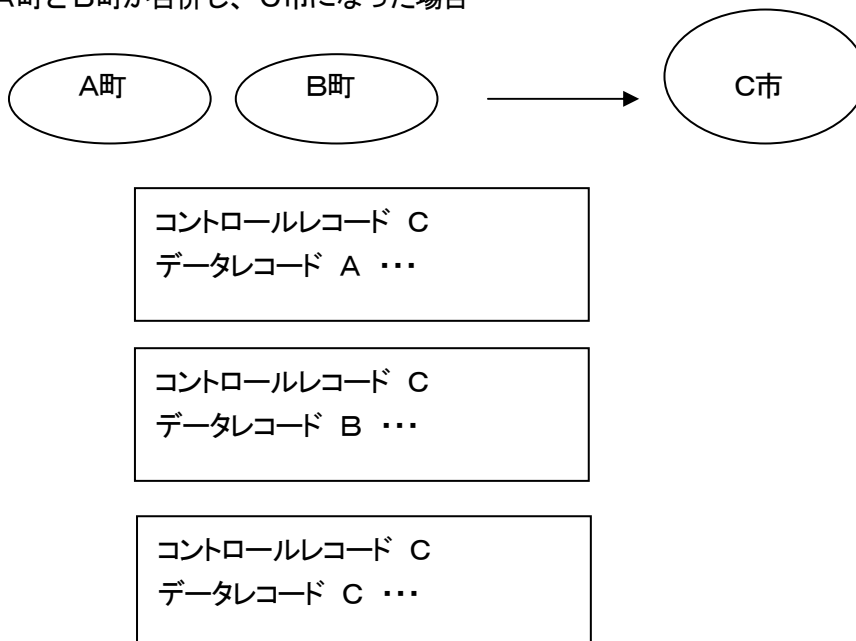 A町とB町が合併し、C市になった場合
A町 B町 C市
コントロールレコード C
データレコード A ・・・
コントロールレコード C
データレコード B ・・・
コントロールレコード C
データレコード C ・・・